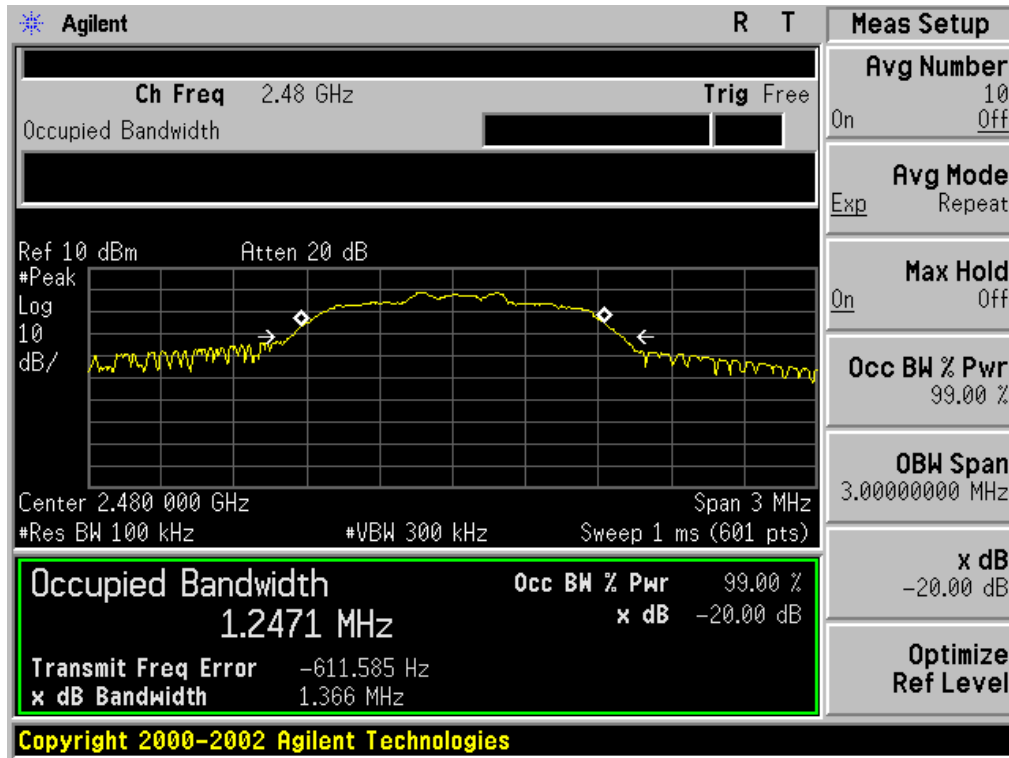 Agilent R T
Ch Freq 2.48 GHz Trig Free
Occupied Bandwidth
Ref 10 dBm Atten 20 dB
#Peak
Log
10
dB/
Center 2.480 000 GHz Span 3 MHz
#Res BW 100 kHz #VBW 300 kHz Sweep 1 ms (601 pts)
Occupied Bandwidth Occ BW % Pwr 99.00 %
1.2471 MHz x dB -20.00 dB
Transmit Freq Error -611.585 Hz
x dB Bandwidth 1.366 MHz
Copyright 2000-2002 Agilent Technologies
Meas Setup
Avg Number
10
On Off
Avg Mode
Exp Repeat
Max Hold
On Off
Occ BW % Pwr
99.00 %
OBW Span
3.00000000 MHz
x dB
-20.00 dB
Optimize
Ref Level